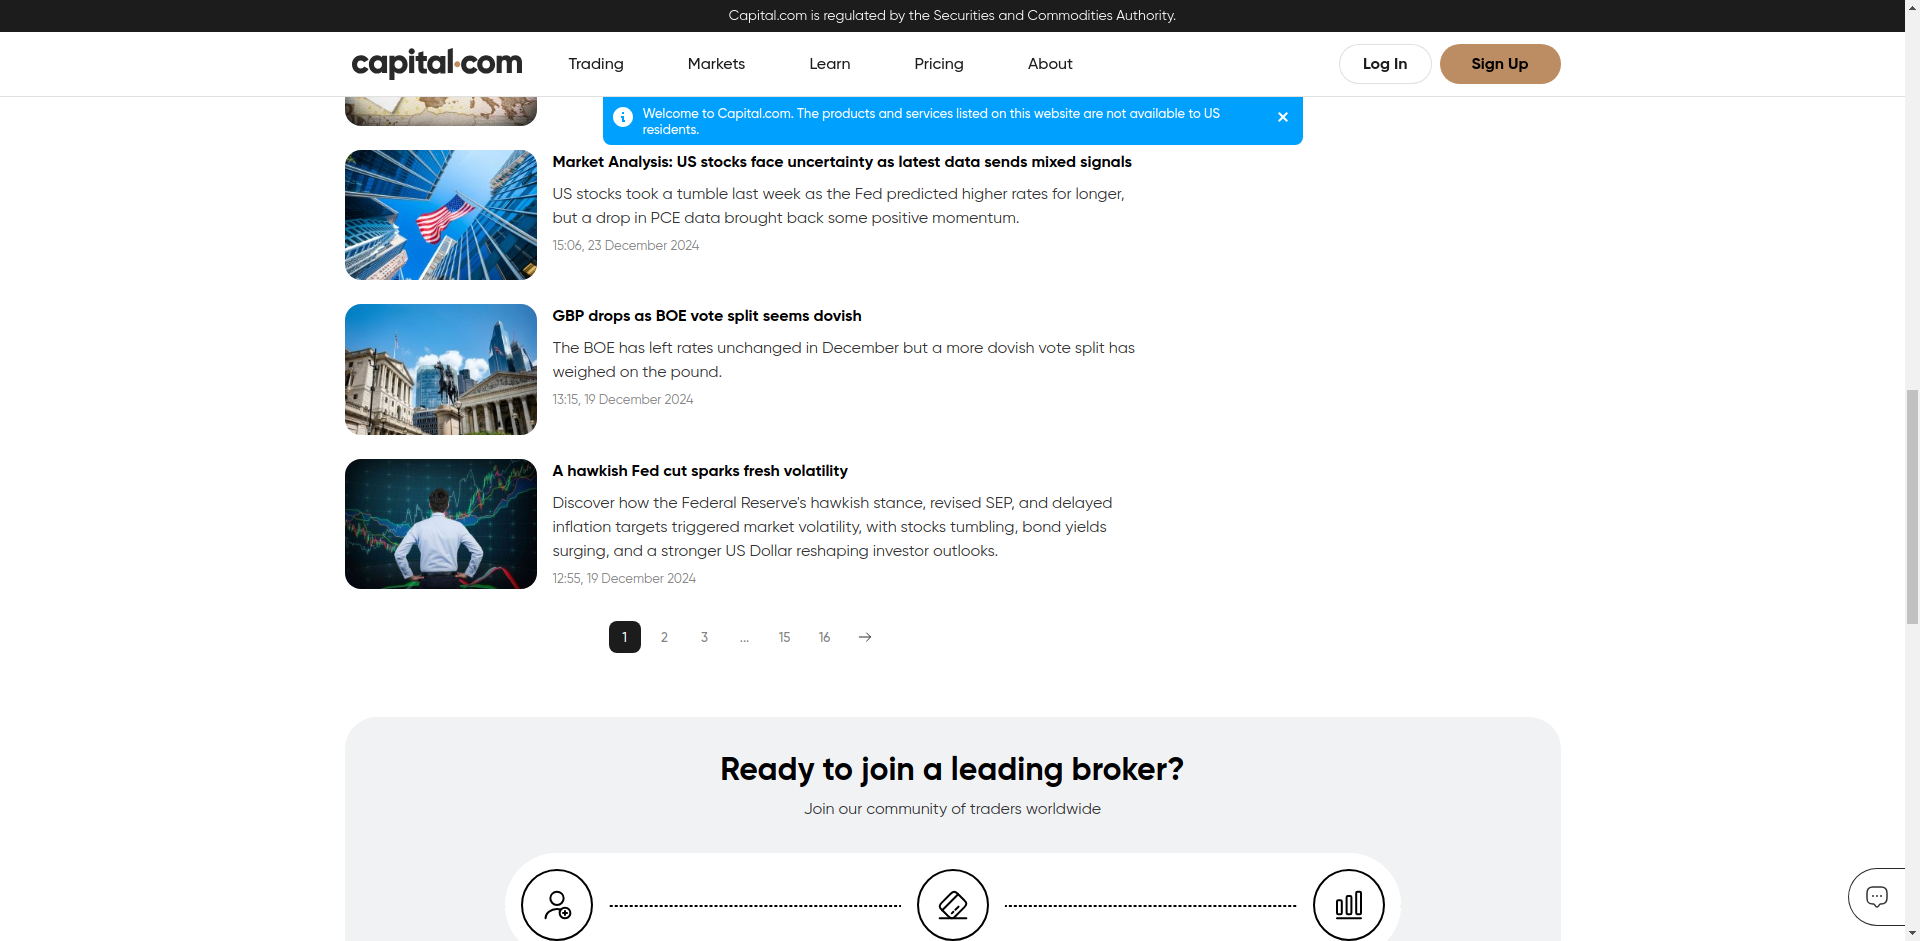 Capital.com is regulated by the Securities and Commodities Authority.
capital.com
Trading
Markets
Learn
Pricing
About
Log In
Sign Up
Welcome to Capital.com. The products and services listed on this website are not available to US
residents.
Market Analysis: US stocks face uncertainty as latest data sends mixed signals
US stocks took a tumble last week as the Fed predicted higher rates for longer,
but a drop in PCE data brought back some positive momentum.
15:06, 23 December 2024
GBP drops as BOE vote split seems dovish
The BOE has left rates unchanged in December but a more dovish vote split has
weighed on the pound.
13:15, 19 December 2024
A hawkish Fed cut sparks fresh volatility
Discover how the Federal Reserve's hawkish stance, revised SEP, and delayed
inflation targets triggered market volatility, with stocks tumbling, bond yields
surging, and a stronger US Dollar reshaping investor outlooks.
12:55, 19 December 2024
1 2 3 ... 15 16
Ready to join a leading broker?
Join our community of traders worldwide